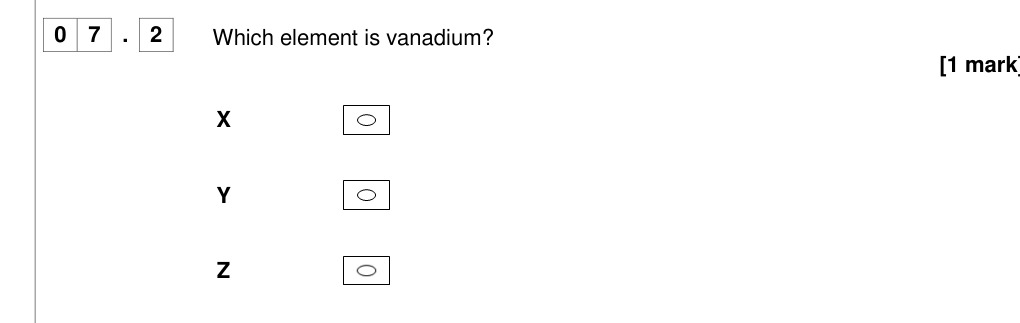 0 7 . 2 Which element is vanadium?
[1 mark]
X
Y
Z